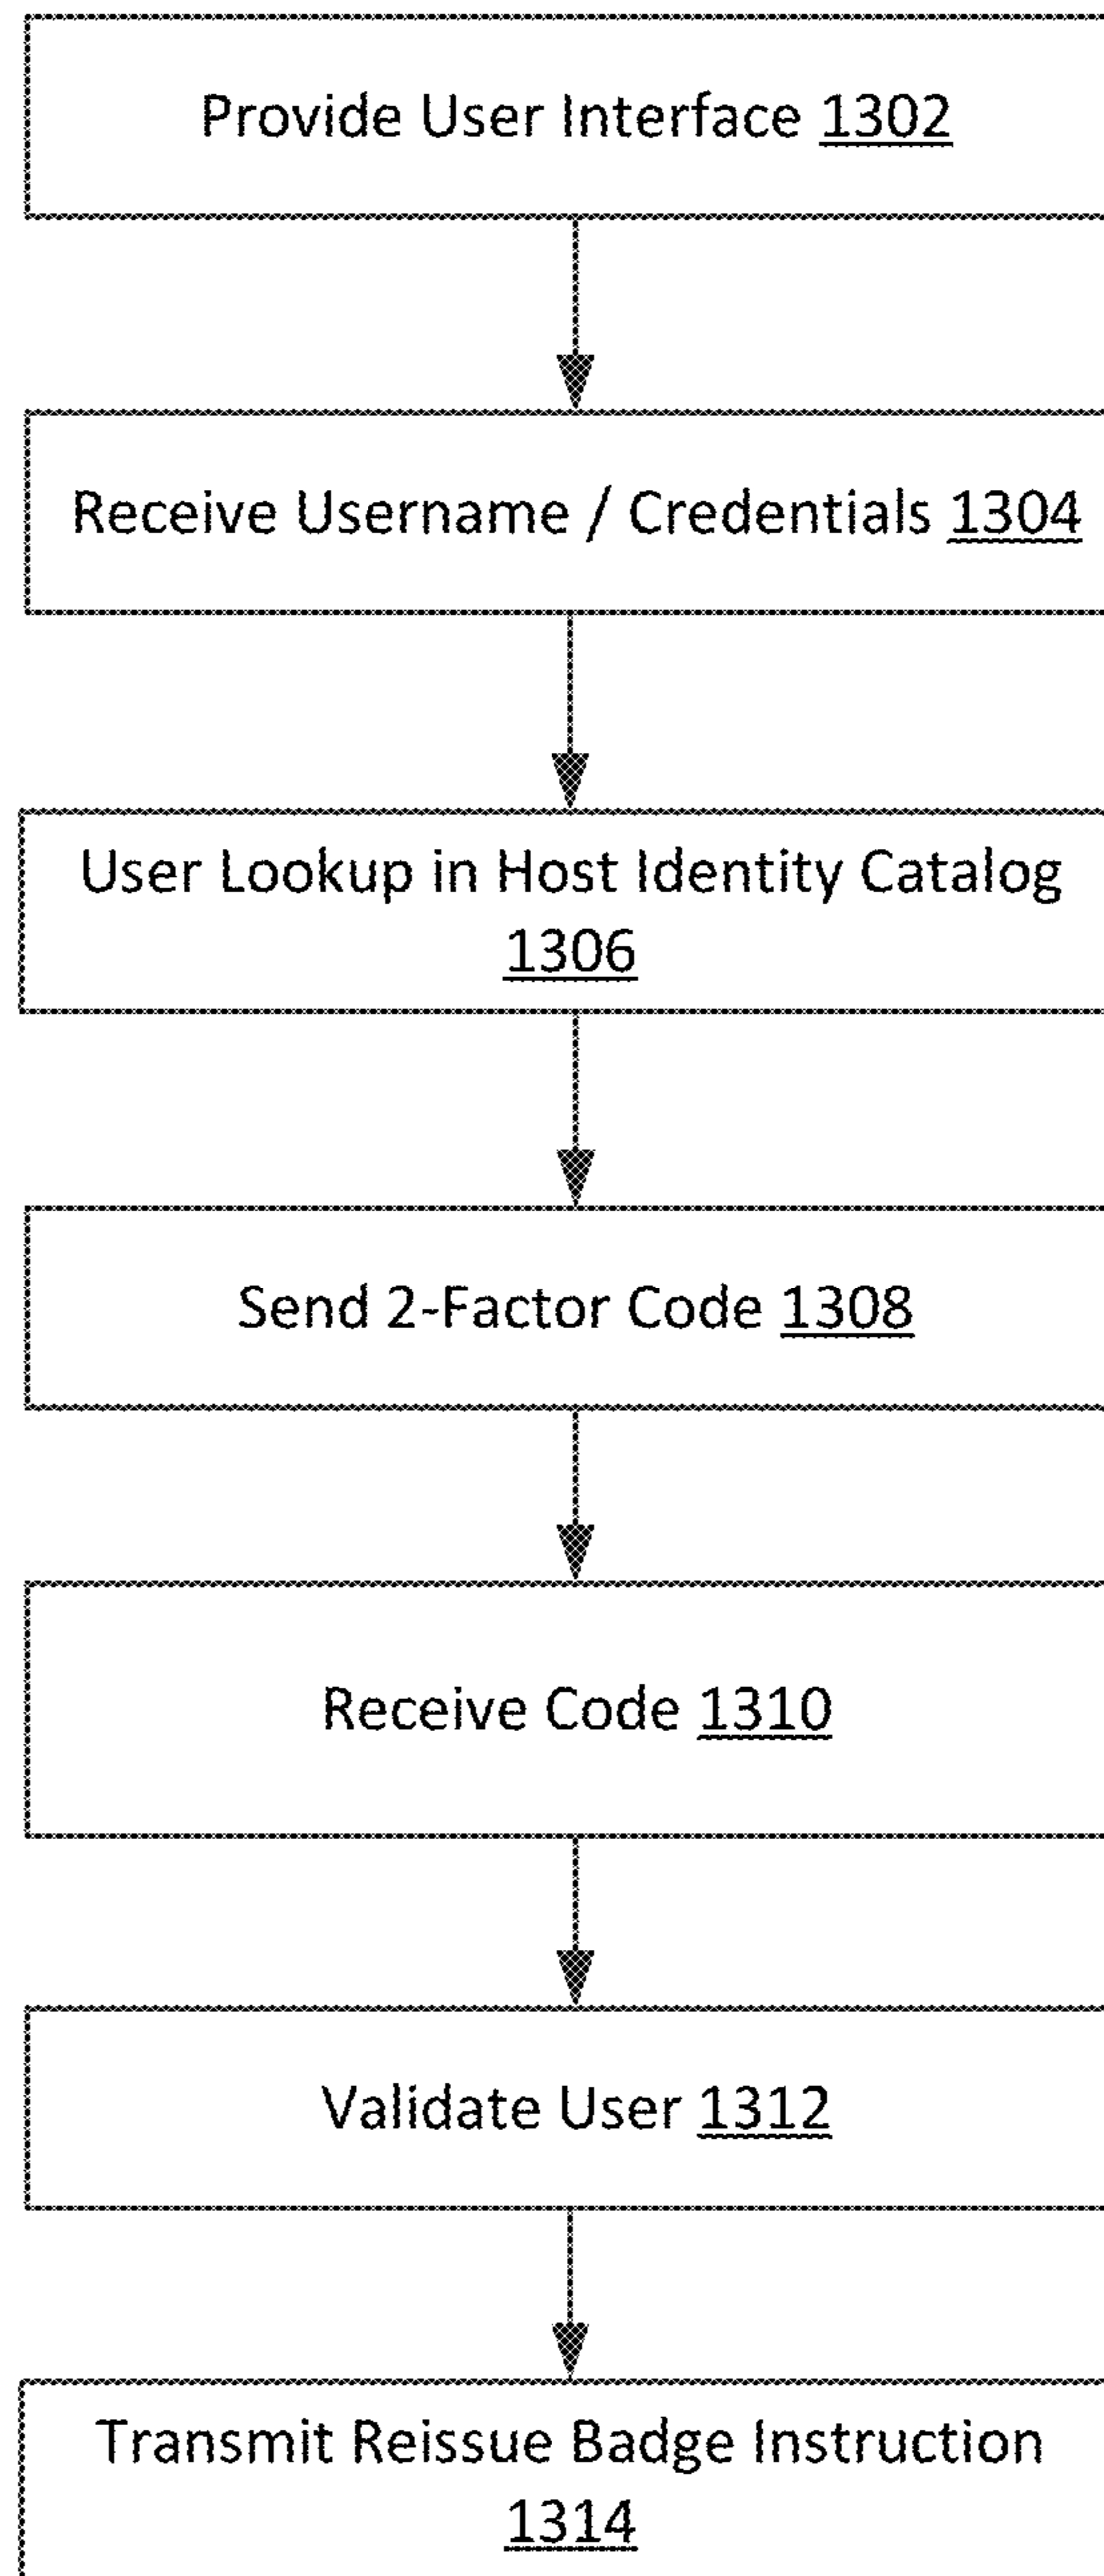 Provide User Interface 1302
Receive Username / Credentials 1304
User Lookup in Host Identity Catalog
1306
Send 2-Factor Code 1308
Receive Code 1310
Validate User 1312
Transmit Reissue Badge Instruction
1314